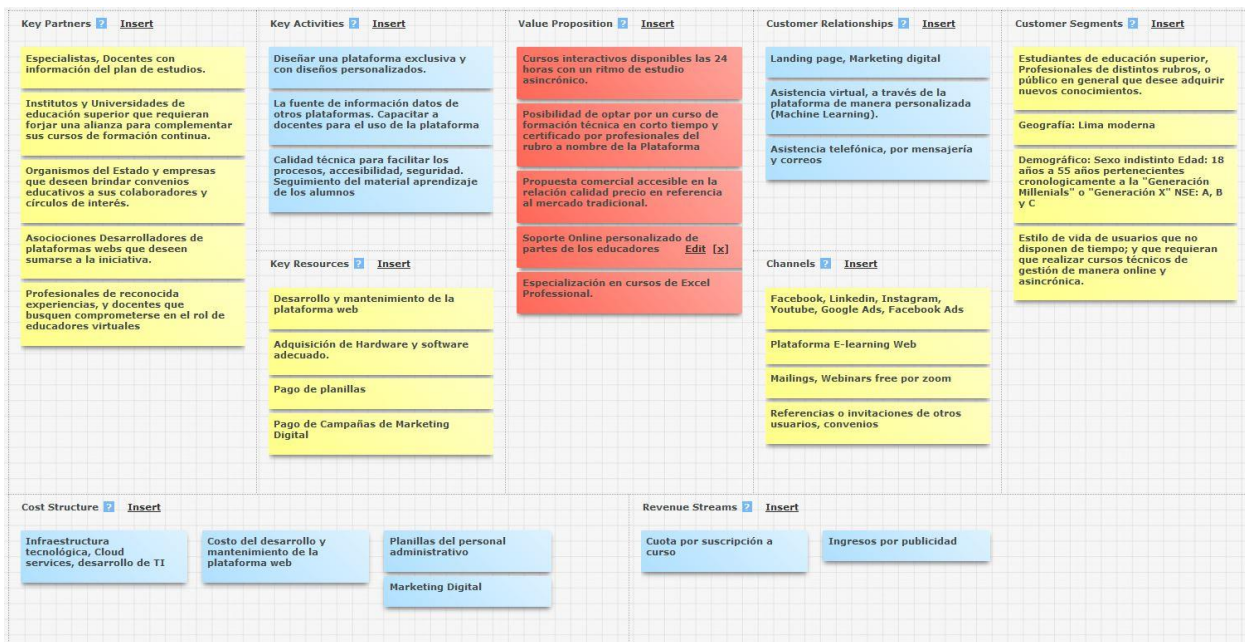 Key Partners ? Insert
Especialistas, Docentes con
información del plan de estudios.
Institutos y Universidades de
educación superior que requieran
forjar una alianza para complementar
sus cursos de formación continua.
Organismos del Estado y empresas
que deseen brindar convenios
educativos a sus colaboradores y
círculos de interés.
Asociociones Desarrolladores de
plataformas webs que deseen
sumarse a la iniciativa.
Profesionales de reconocida
experiencias, y docentes que
busquen comprometerse en el rol de
educadores virtuales
Key Activities ? Insert
Diseñar una plataforma exclusiva y
con diseños personalizados.
La fuente de información datos de
otros plataformas. Capacitar a
docentes para el uso de la plataforma
Calidad técnica para facilitar los
procesos, accesibilidad, seguridad.
Seguimiento del material aprendizaje
de los alumnos
Key Resources ? Insert
Desarrollo y mantenimiento de la
plataforma web
Adquisición de Hardware y software
adecuado.
Pago de planillas
Pago de Campañas de Marketing
Digital
Value Proposition ? Insert
Cursos interactivos disponibles las 24
horas con un ritmo de estudio
asincrónico.
Posibilidad de optar por un curso de
formación técnica en corto tiempo y
certificado por profesionales del
rubro a nombre de la Plataforma
Propuesta comercial accesible en la
relación calidad precio en referencia
al mercado tradicional.
Soporte Online personalizado de
partes de los educadores Edit [x]
Especialización en cursos de Excel
Professional.
Customer Relationships ? Insert
Landing page, Marketing digital
Asistencia virtual, a través de la
plataforma de manera personalizada
(Machine Learning).
Asistencia telefónica, por mensajería
y correos
Channels ? Insert
Facebook, Linkedin, Instagram,
Youtube, Google Ads, Facebook Ads
Plataforma E-learning Web
Mailings, Webinars free por zoom
Referencias o invitaciones de otros
usuarios, convenios
Customer Segments ? Insert
Estudiantes de educación superior,
Profesionales de distintos rubros, o
público en general que desee adquirir
nuevos conocimientos.
Geografía: Lima moderna
Demográfico: Sexo indistinto Edad: 18
años a 55 años pertenecientes
cronologicamente a la "Generación
Millenials" o "Generación X" NSE: A, B
y C
Estilo de vida de usuarios que no
disponen de tiempo; y que requieran
que realizar cursos técnicos de
gestión de manera online y
asincrónica.
Cost Structure ? Insert
Infraestructura
tecnológica, Cloud
services, desarrollo de TI
Costo del desarrollo y
mantenimiento de la
plataforma web
Planillas del personal
administrativo
Marketing Digital
Revenue Streams ? Insert
Cuota por suscripción a
curso
Ingresos por publicidad